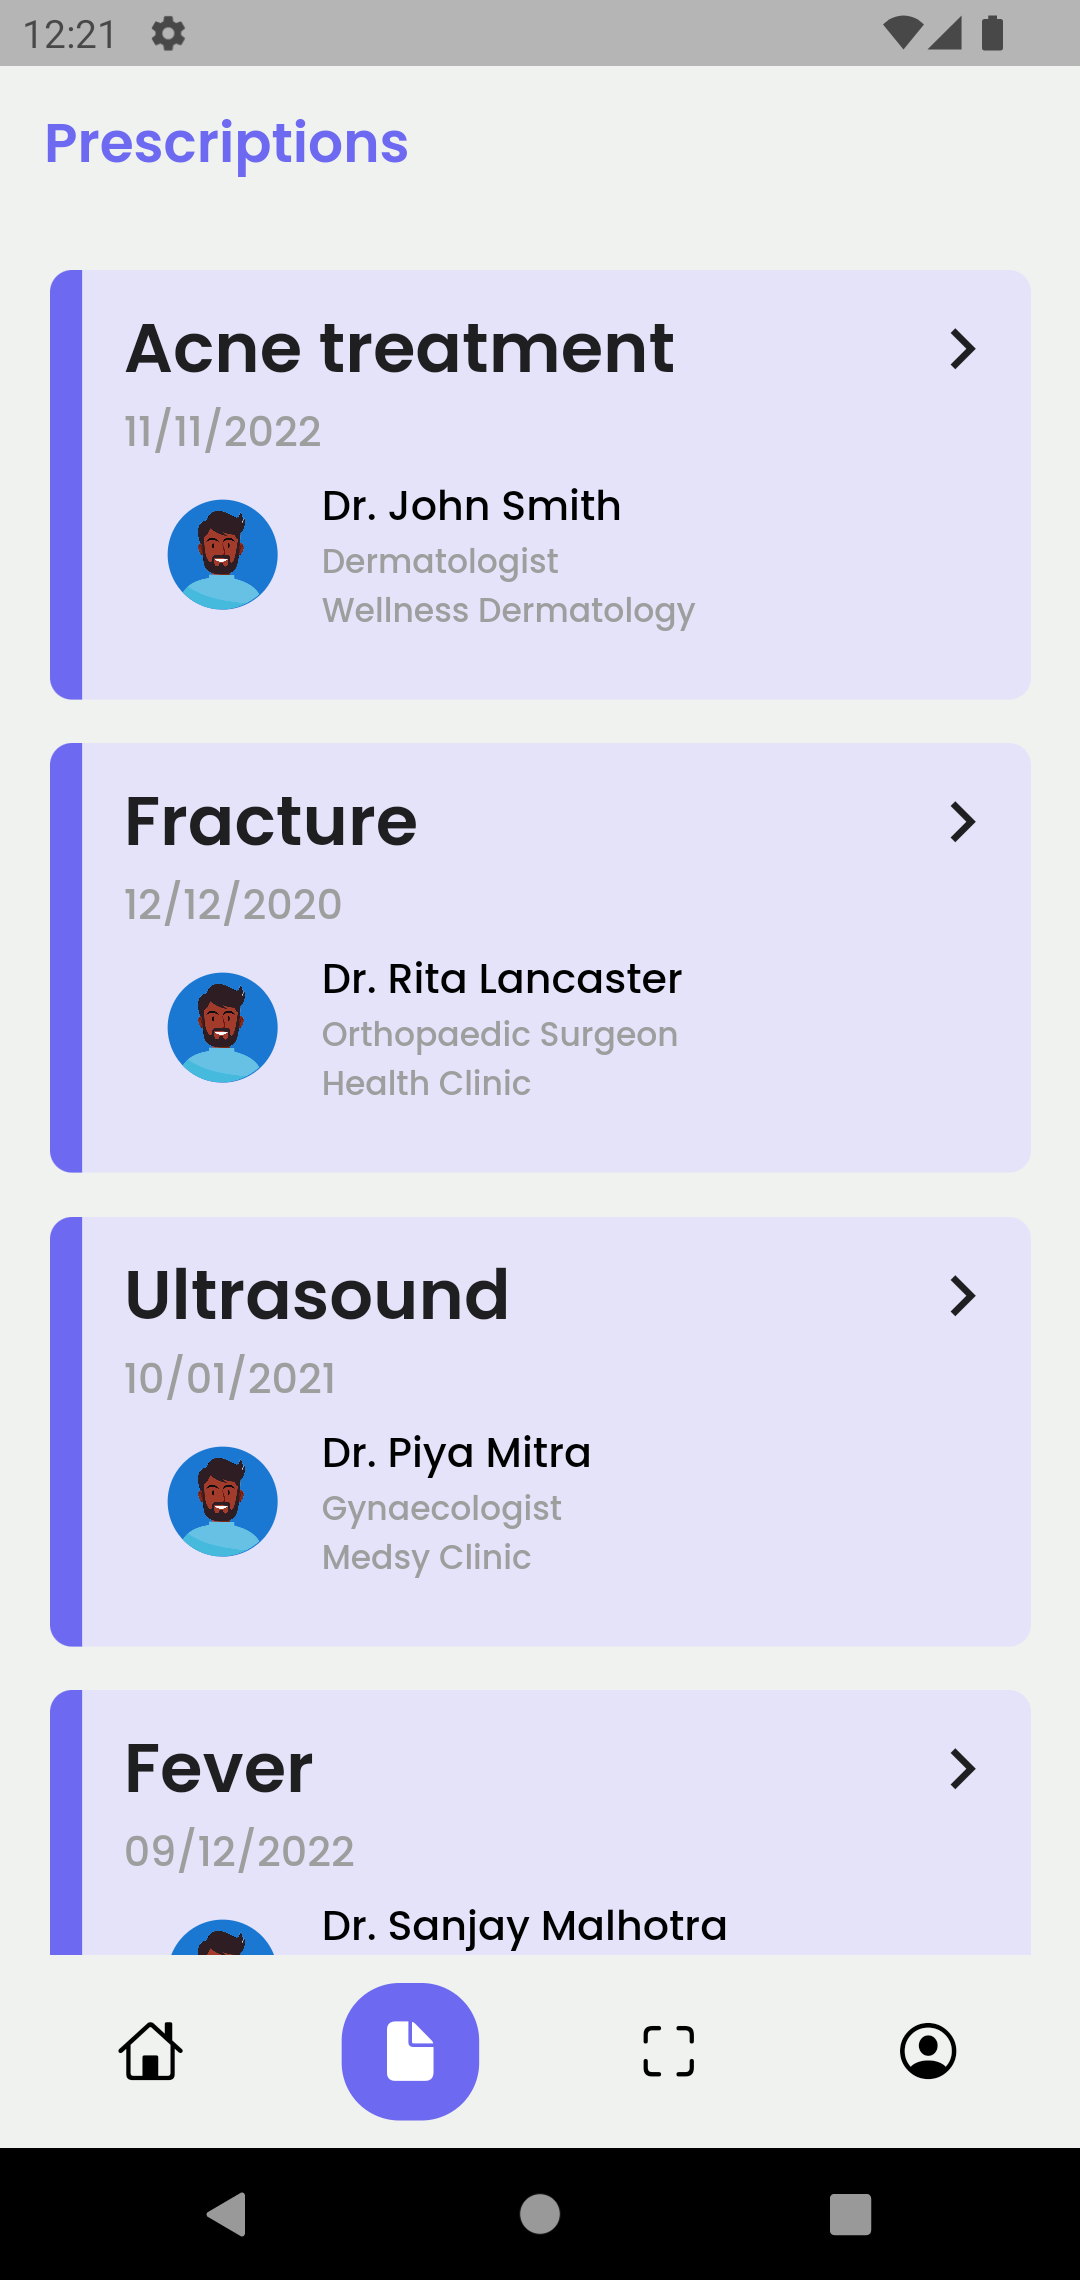 12:21
Prescriptions
Acne treatment
11/11/2022
Dr. John Smith
Dermatologist
Wellness Dermatology
Fracture
12/12/2020
Dr. Rita Lancaster
Orthopaedic Surgeon
Health Clinic
Ultrasound
10/01/2021
Dr. Piya Mitra
Gynaecologist
Medsy Clinic
Fever
09/12/2022
Dr. Sanjay Malhotra